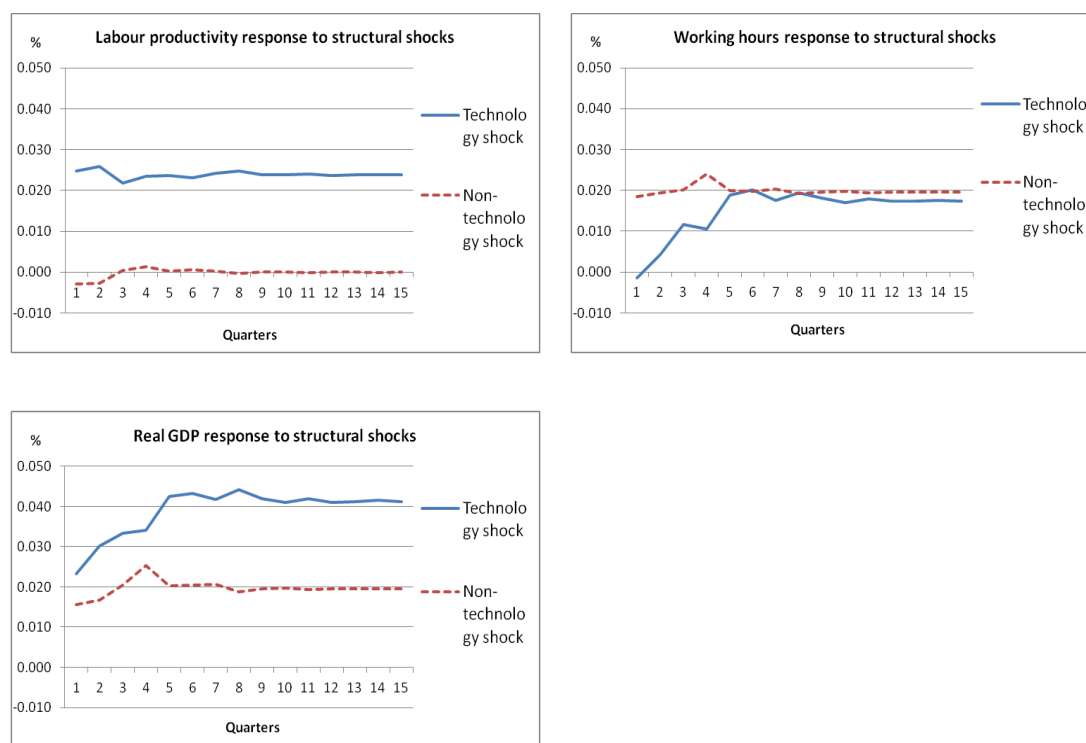 Labour productivity response to structural shocks
%
0.050
0.040
0.030
0.020
0.010
0.000
-0.010
1 2 3 4 5 6 7 8 9 10 11 12 13 14 15
Quarters
Technolo
gy shock
Non-
technolo
gy shock
Working hours response to structural shocks
%
0.050
0.040
0.030
0.020
0.010
0.000
-0.010
1 2 3 4 5 6 7 8 9 10 11 12 13 14 15
Quarters
Technolo
gy shock
Non-
technolo
gy shock
Real GDP response to structural shocks
%
0.050
0.040
0.030
0.020
0.010
0.000
-0.010
1 2 3 4 5 6 7 8 9 10 11 12 13 14 15
Quarters
Technolo
gy shock
Non-
technolo
gy shock